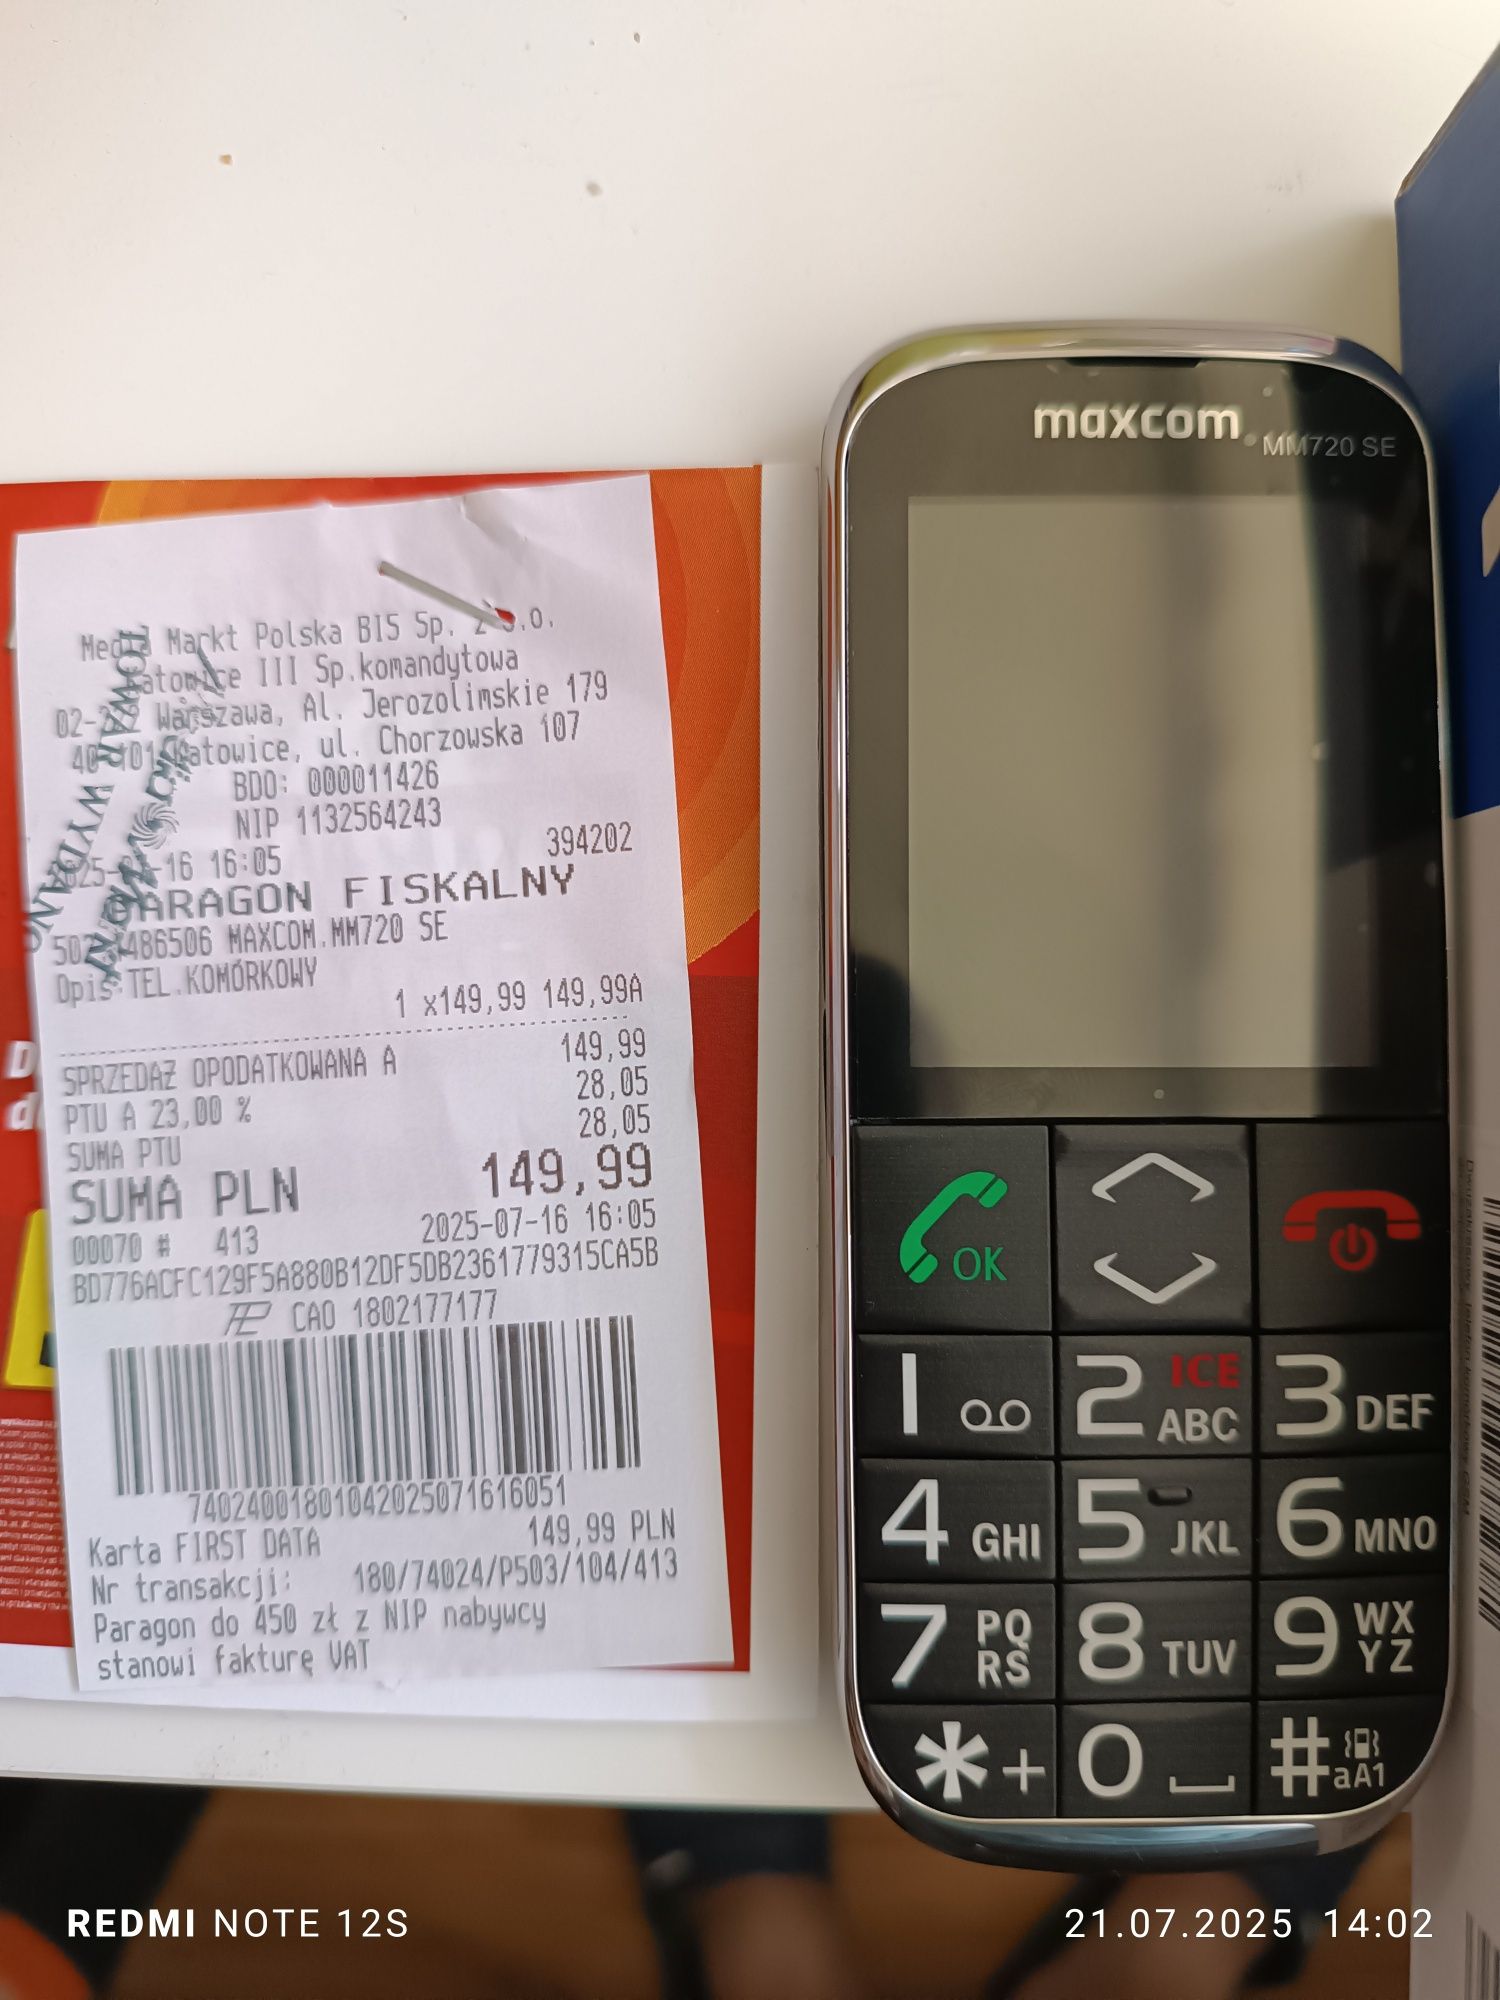 Media Markt Polska BIS Sp. z o.o.
Katowice III Sp.komandytowa
Warszawa, Al. Jerozolimskie 179
Katowice, ul. Chorzowska 107
BDO: 000011426
NIP 1132564243
16:05 394202
PARAGON FISKALNY
MAXCOM.MM720 SE
Opis:TEL.KOMÓRKOWY
1 x149,99 149,99A
SPRZEDAŻ OPODATKOWANA A 149,99
PTU A 23,00 % 28,05
SUMA PTU 28,05
SUMA PLN 149,99
00070 # 413 2025-07-16 16:05
BD776ACFC129F5A880B12DF5DB2361779315CA5B
CAO 1802177177
74024001801042025071616051
Karta FIRST DATA 149,99 PLN
Nr transakcji: 180/74024/P503/104/413
Paragon do 450 zł z NIP nabywcy
stanowi fakturę VAT
TOWAR WYDANO
maxcom MM720 SE
OK
1 2 ICE ABC 3 DEF
4 GHI 5 JKL 6 MNO
7 PQ RS 8 TUV 9 WX YZ
* + 0 # aA1
REDMI NOTE 12S
21.07.2025 14:02